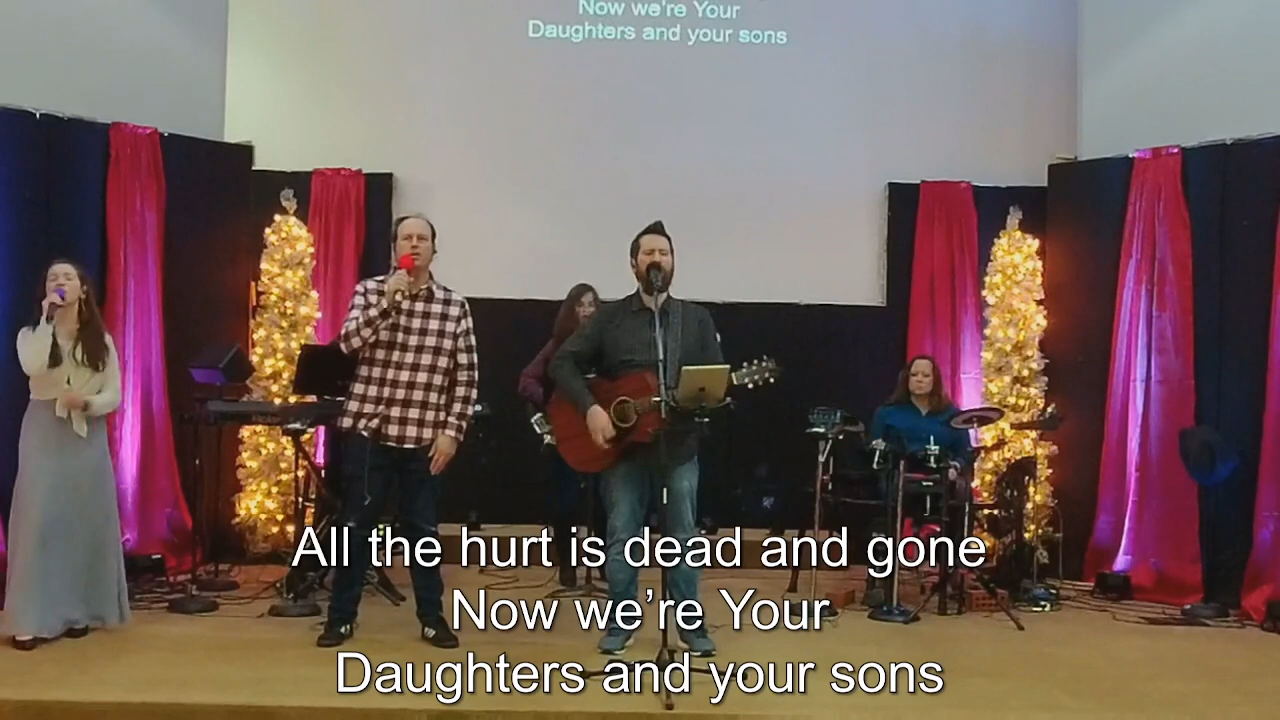 Now we're Your
Daughters and your sons
All the hurt is dead and gone
Now we’re Your
Daughters and your sons